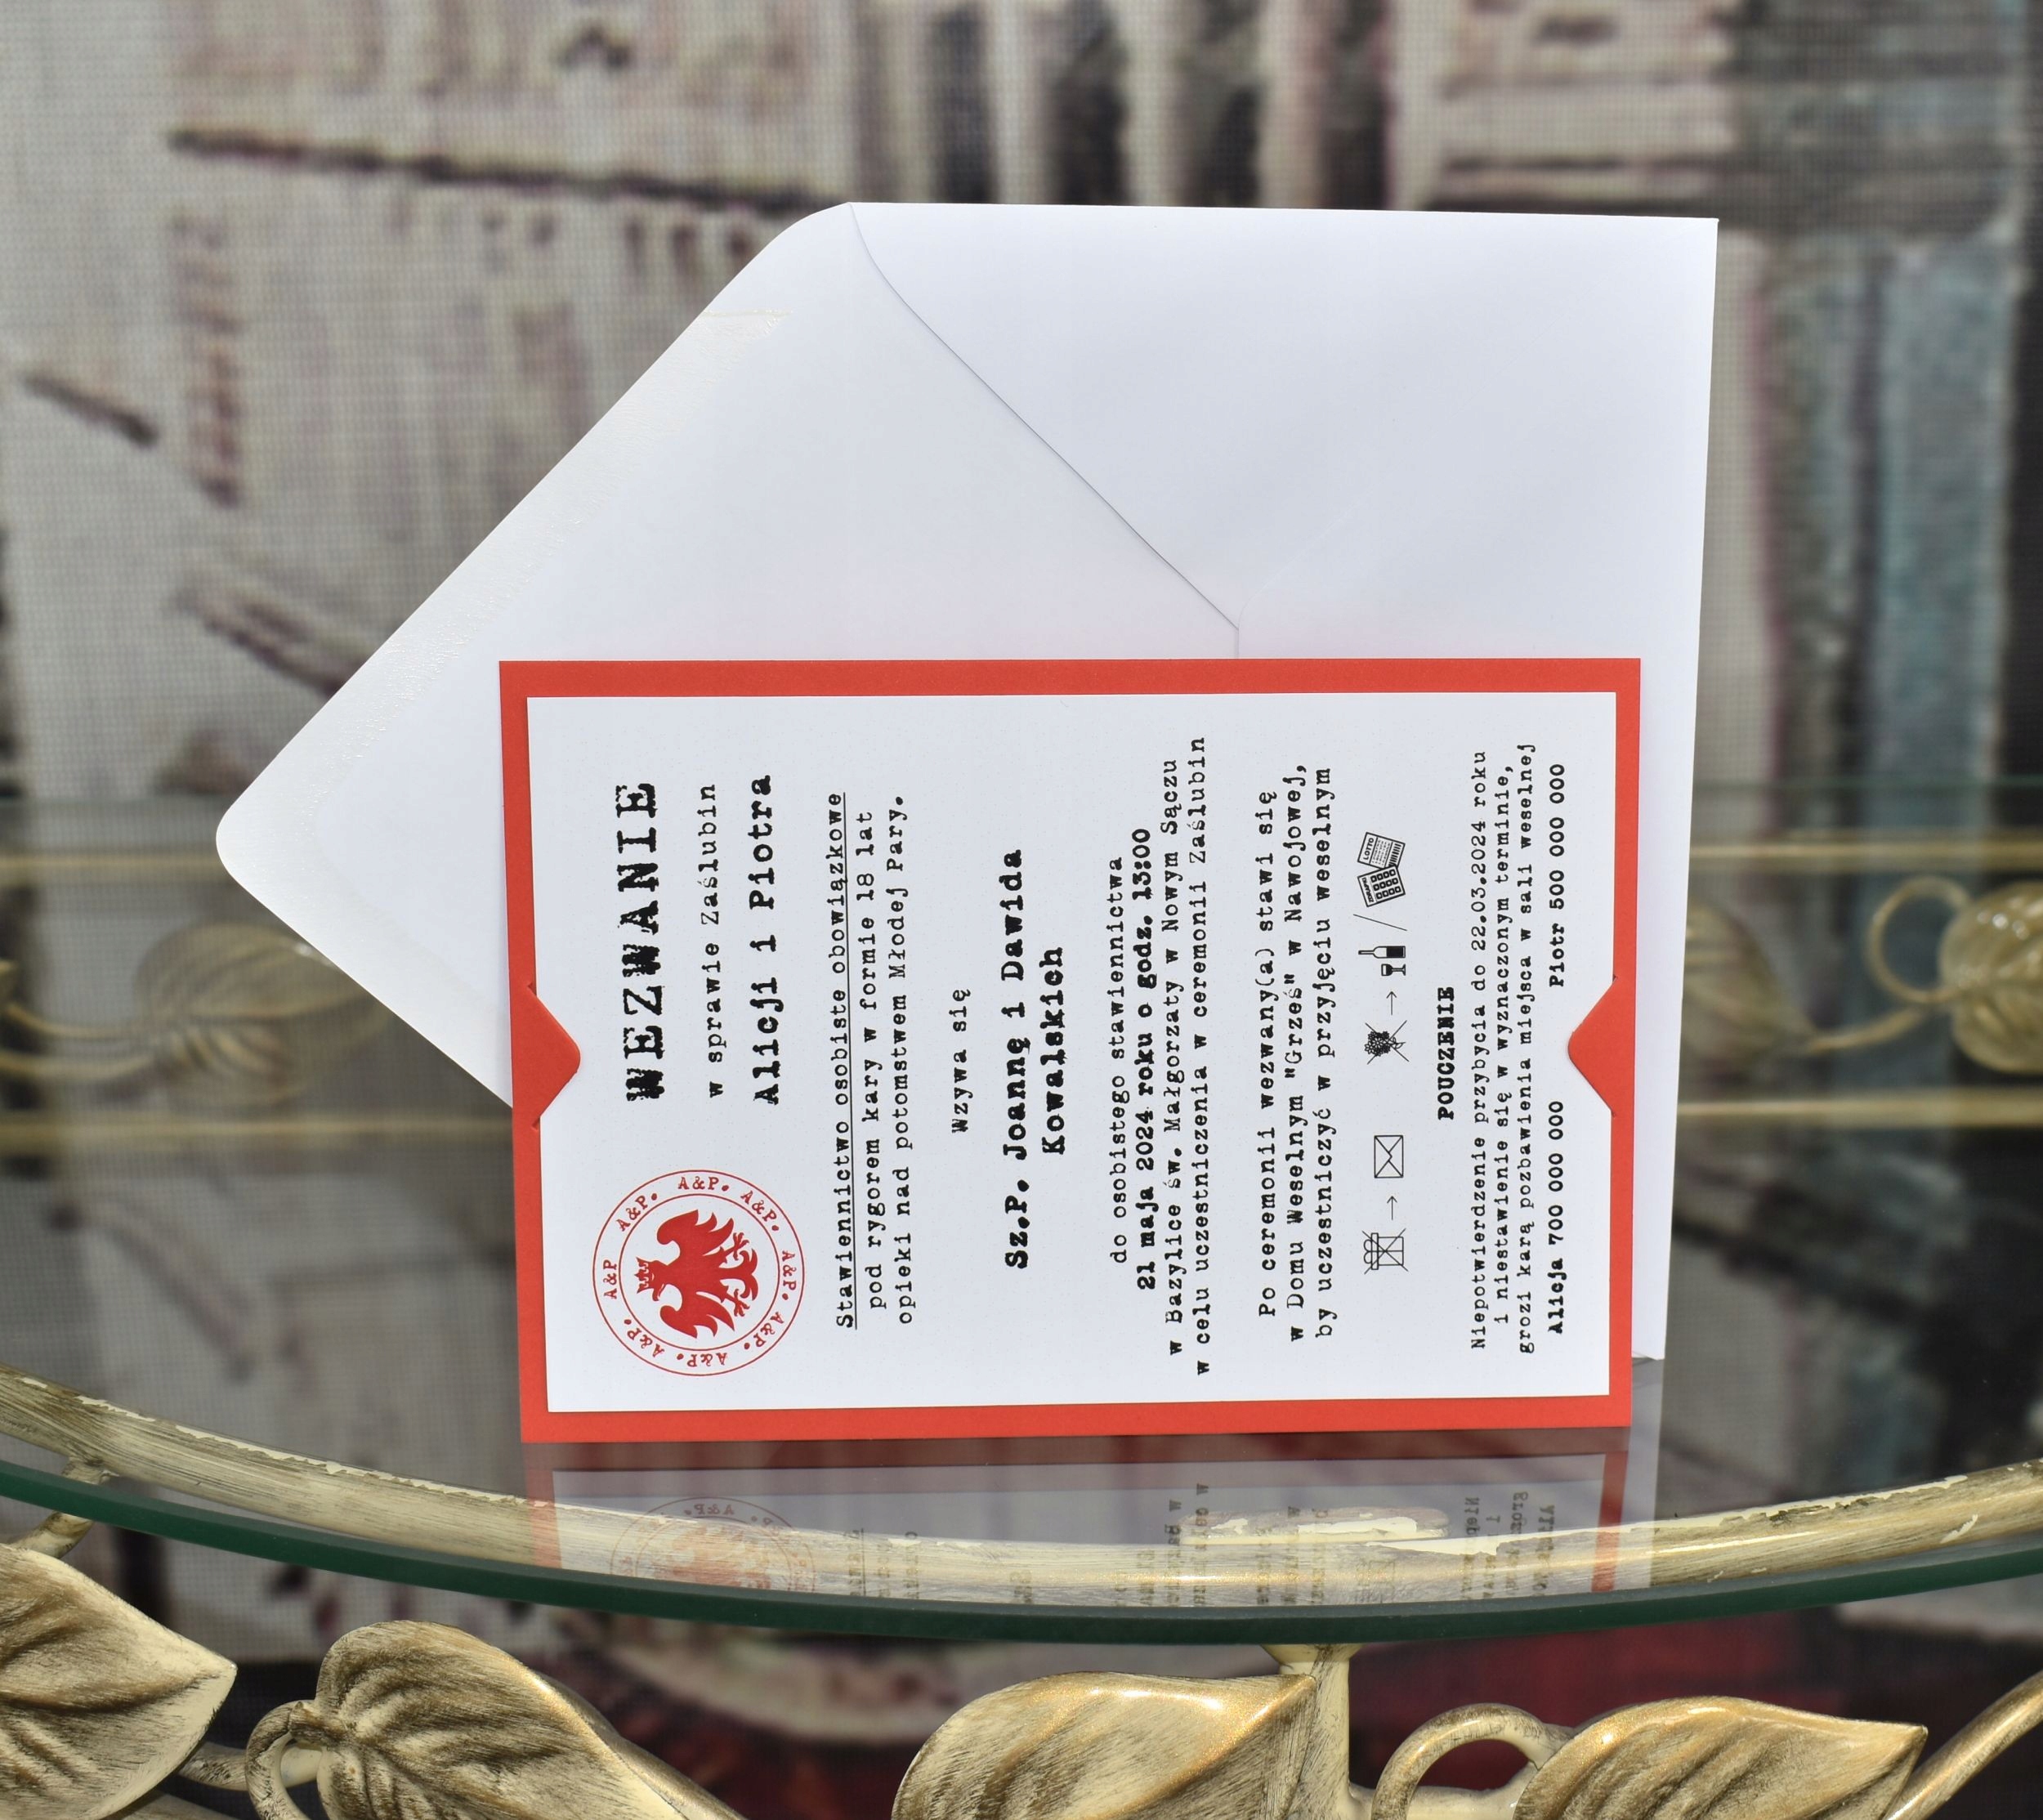 A&P. A&P. A&P. A&P. A&P. A&P. A&P. A&P. A&P
WEZWANIE
w sprawie Zaślubin
Alicji i Piotra
Stawiennictwo osobiste obowiązkowe
pod rygorem kary w formie 18 lat
opieki nad potomstwem Młodej Pary.
Wzywa się
Sz.P. Joannę i Dawida
Kowalskich
do osobistego stawiennictwa
21 maja 2024 roku o godz. 13:00
w Bazylice św. Małgorzaty w Nowym Sączu
w celu uczestniczenia w ceremonii Zaślubin
Po ceremonii wezwany(a) stawi się
w Domu Weselnym "Grześ" w Nawojowej,
by uczestniczyć w przyjęciu weselnym
LOTTO
POUCZENIE
Niepotwierdzenie przybycia do 22.03.2024 roku
i niestawienie się w wyznaczonym terminie,
grozi karą pozbawienia miejsca w sali weselnej
Alicja 700 000 000 Piotr 500 000 000